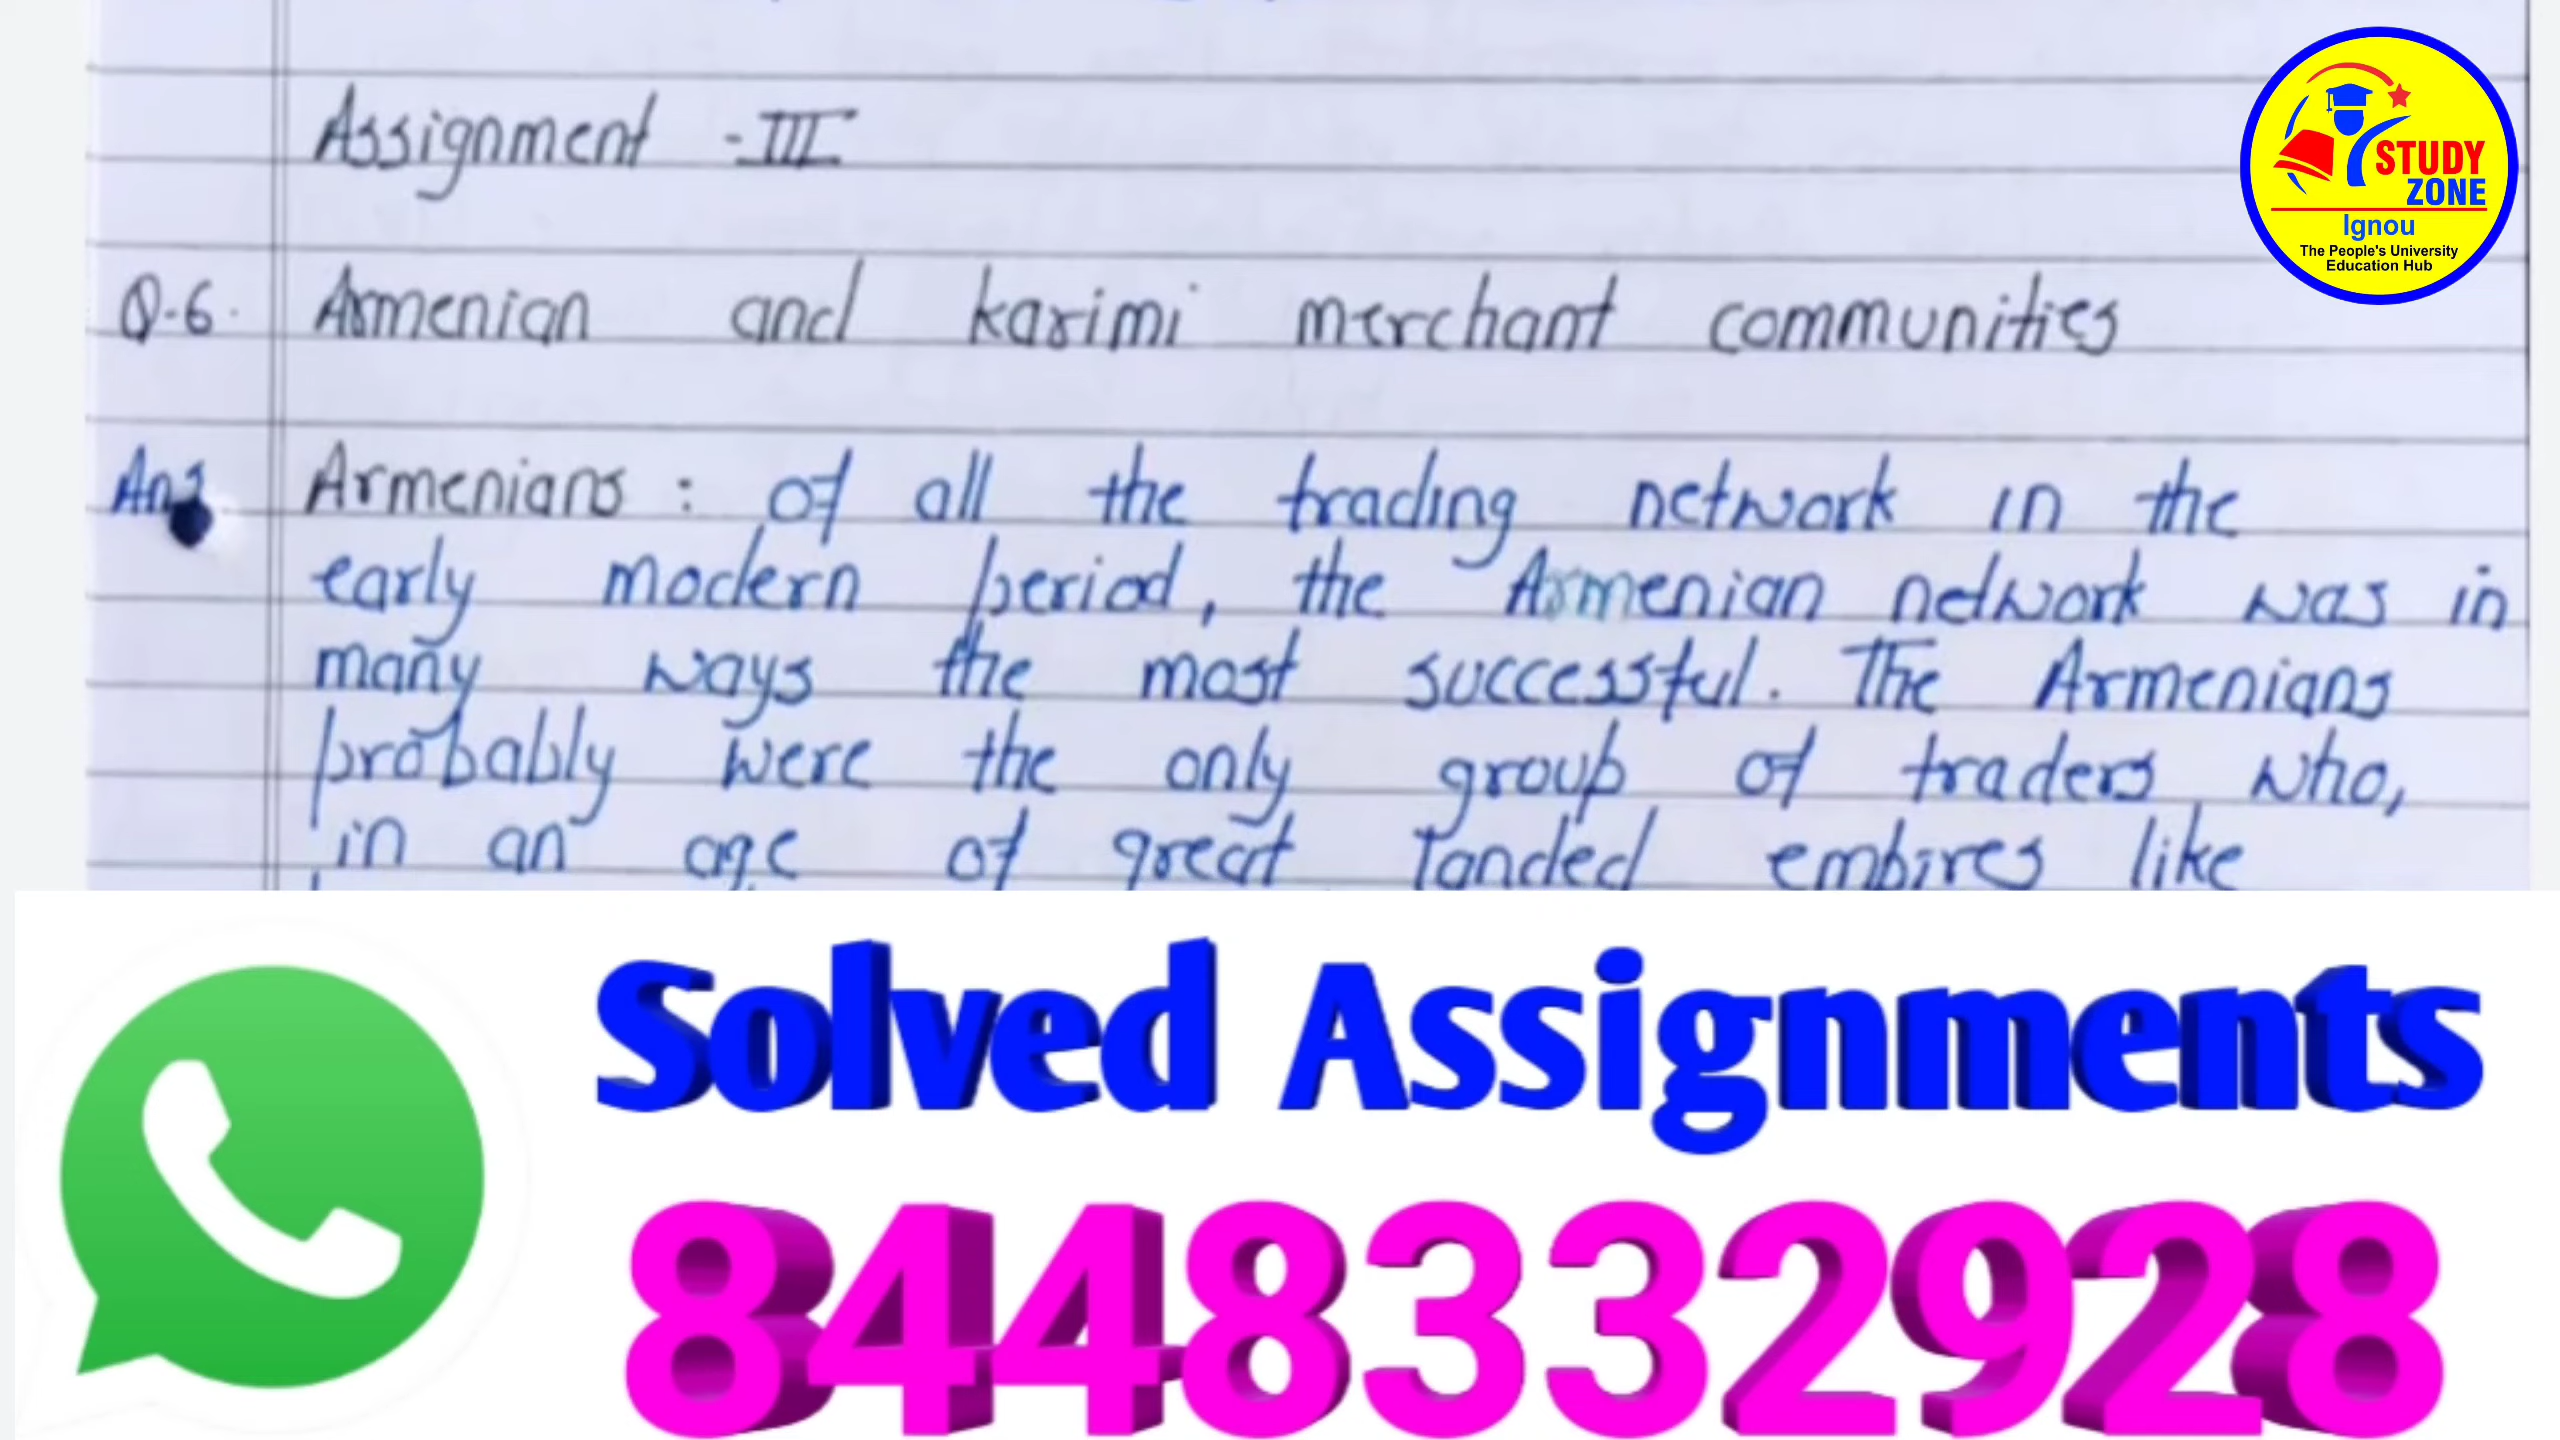 Assignment - III
Q-6. Armenian and karimi merchant communities
Ans. Armenians : of all the trading network in the
early modern period, the Armenian network was in
many ways the most successful. The Armenians
probably were the only group of traders who,
in an age of great landed empires like
STUDY
ZONE
Ignou
The People's University
Education Hub
Solved Assignments
8448332928